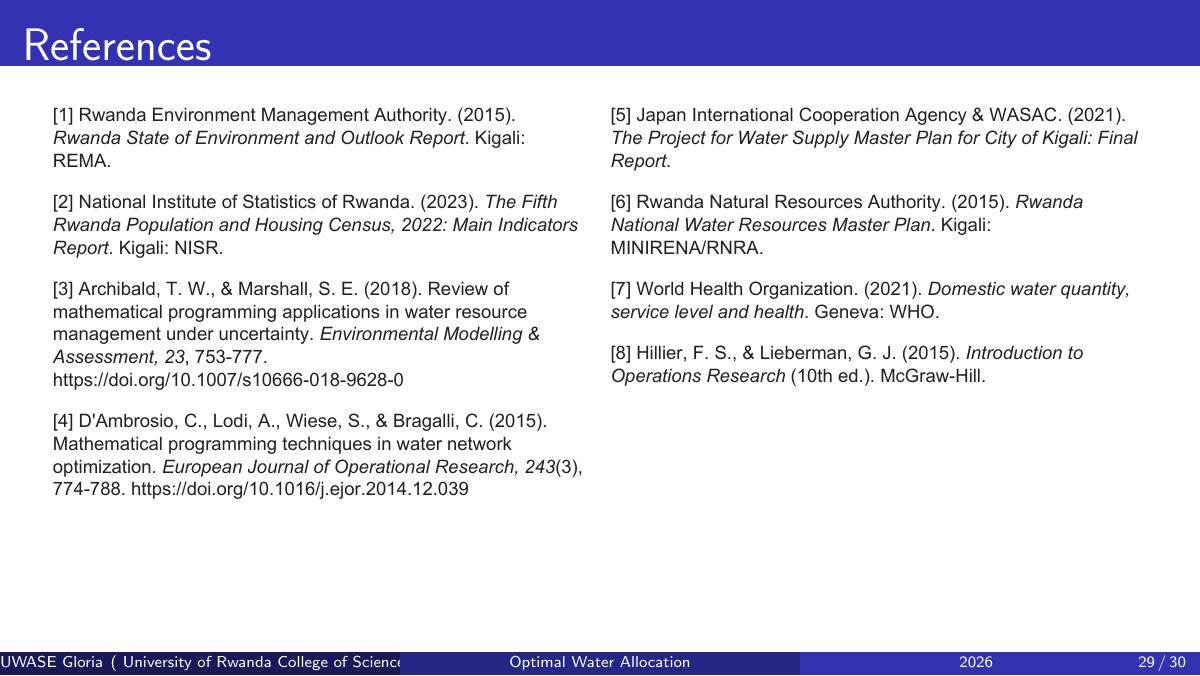 References
[1] Rwanda Environment Management Authority. (2015).
Rwanda State of Environment and Outlook Report. Kigali:
REMA.
[2] National Institute of Statistics of Rwanda. (2023). The Fifth
Rwanda Population and Housing Census, 2022: Main Indicators
Report. Kigali: NISR.
[3] Archibald, T. W., & Marshall, S. E. (2018). Review of
mathematical programming applications in water resource
management under uncertainty. Environmental Modelling &
Assessment, 23, 753-777.
https://doi.org/10.1007/s10666-018-9628-0
[4] D'Ambrosio, C., Lodi, A., Wiese, S., & Bragalli, C. (2015).
Mathematical programming techniques in water network
optimization. European Journal of Operational Research, 243(3),
774-788. https://doi.org/10.1016/j.ejor.2014.12.039
[5] Japan International Cooperation Agency & WASAC. (2021).
The Project for Water Supply Master Plan for City of Kigali: Final
Report.
[6] Rwanda Natural Resources Authority. (2015). Rwanda
National Water Resources Master Plan. Kigali:
MINIRENA/RNRA.
[7] World Health Organization. (2021). Domestic water quantity,
service level and health. Geneva: WHO.
[8] Hillier, F. S., & Lieberman, G. J. (2015). Introduction to
Operations Research (10th ed.). McGraw-Hill.
UWASE Gloria ( University of Rwanda College of Science
Optimal Water Allocation
2026
29 / 30